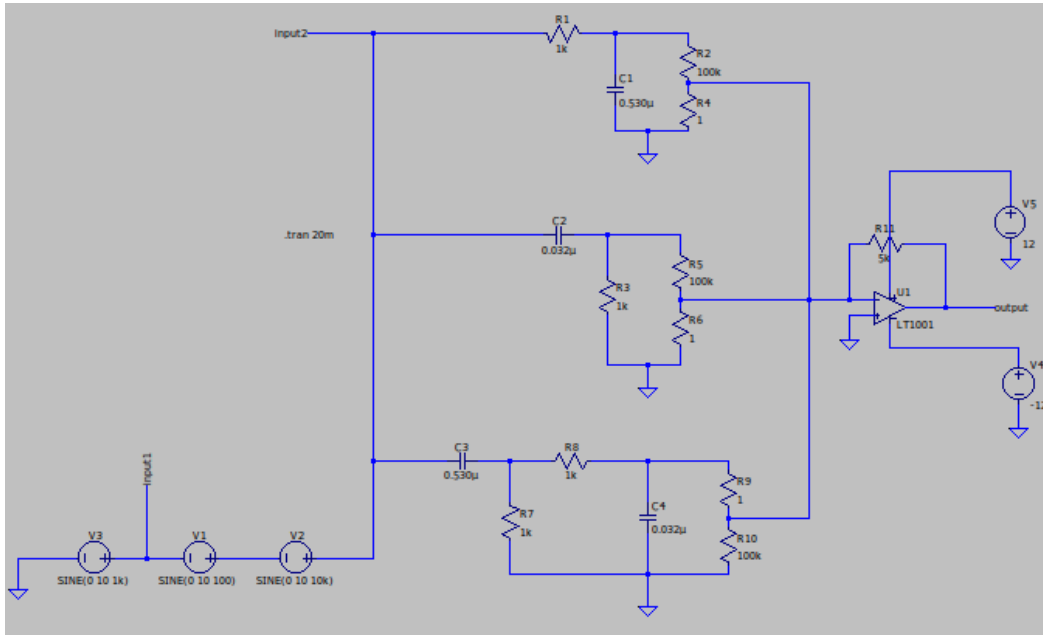 Input2
R1
1k
C1
0.530µ
R2
100k
R4
1
.tran 20m
C2
0.032µ
R3
1k
R5
100k
R6
1
R11
5k
U1
LT1001
V5
12
output
V4
-12
C3
0.530µ
R8
1k
R7
1k
C4
0.032µ
R9
1
R10
100k
Input1
V3
SINE(0 10 1k)
V1
SINE(0 10 100)
V2
SINE(0 10 10k)